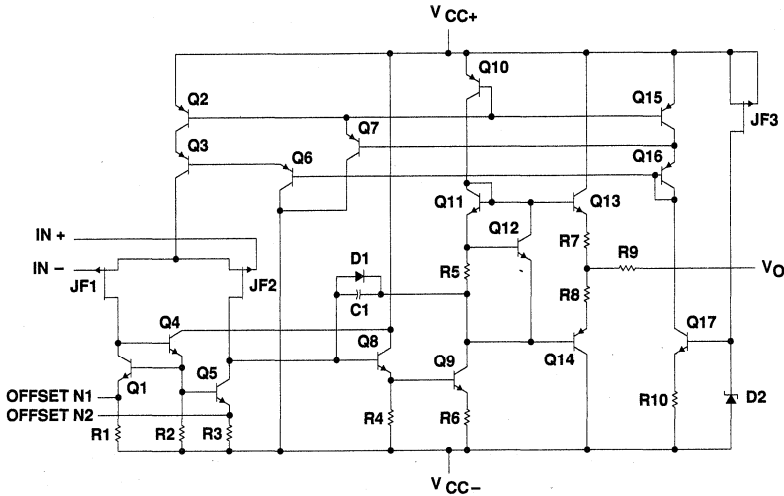 V CC+
Q10
Q2
Q15
Q7
JF3
Q3
Q6
Q16
Q11
Q13
Q12
IN +
R7
R9
D1
IN −
R5
VO
JF1
JF2
C1
R8
Q4
Q8
Q17
Q9
Q14
Q5
Q1
OFFSET N1
R10
D2
OFFSET N2
R4
R6
R1
R2
R3
V CC−